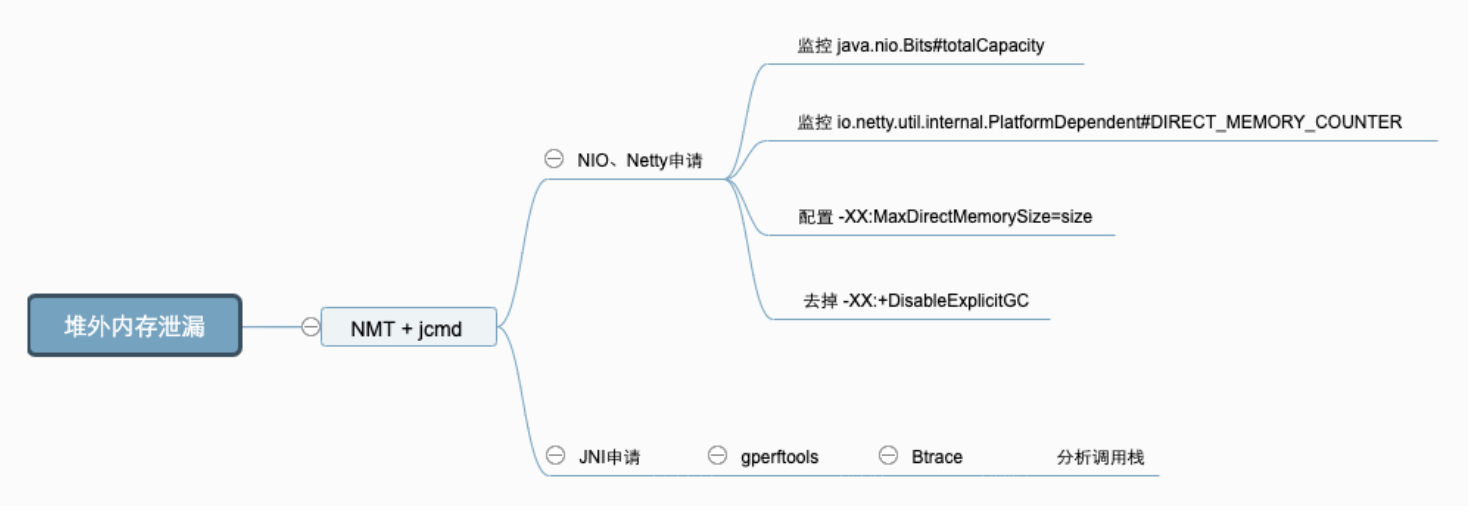 监控 java.nio.Bits#totalCapacity
监控 io.netty.util.internal.PlatformDependent#DIRECT_MEMORY_COUNTER
NIO、Netty申请
配置 -XX:MaxDirectMemorySize=size
去掉 -XX:+DisableExplicitGC
堆外内存泄漏
NMT + jcmd
JNI申请 gperftools Btrace 分析调用栈